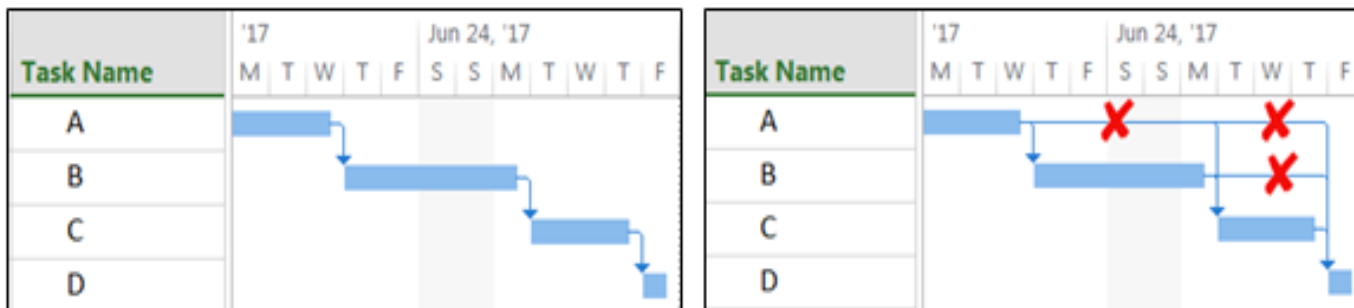 '17 Jun 24, '17
Task Name M T W T F S S M T W T F
A
B
C
D
'17 Jun 24, '17
Task Name M T W T F S S M T W T F
A
B
C
D